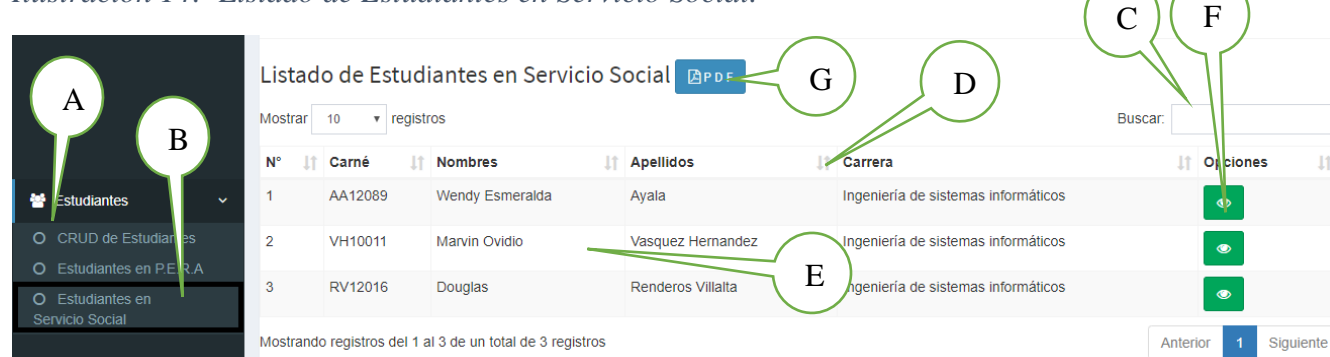 Ilustración 14. Listado de Estudiantes en Servicio Social.
C F
Listado de Estudiantes en Servicio Social PDF G D
A
Mostrar 10 registros Buscar:
B
N° Carné Nombres Apellidos Carrera Opciones
Estudiantes
1 AA12089 Wendy Esmeralda Ayala Ingeniería de sistemas informáticos
CRUD de Estudiantes
2 VH10011 Marvin Ovidio Vasquez Hernandez Ingeniería de sistemas informáticos
Estudiantes en P.E.R.A
E
3 RV12016 Douglas Renderos Villalta Ingeniería de sistemas informáticos
Estudiantes en
Servicio Social
Mostrando registros del 1 al 3 de un total de 3 registros Anterior 1 Siguiente